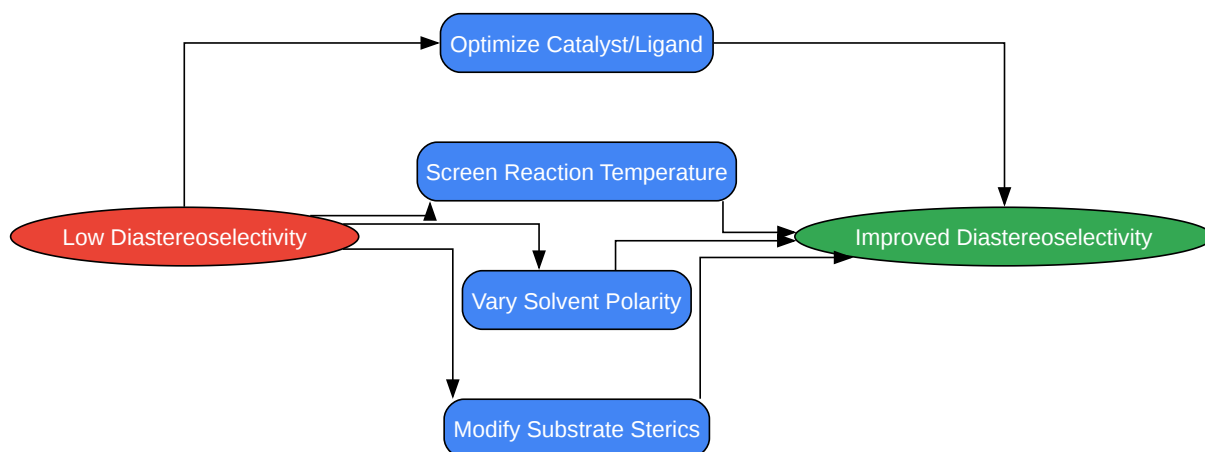 Optimize Catalyst/Ligand
Screen Reaction Temperature
Low Diastereoselectivity
Improved Diastereoselectivity
Vary Solvent Polarity
Modify Substrate Sterics